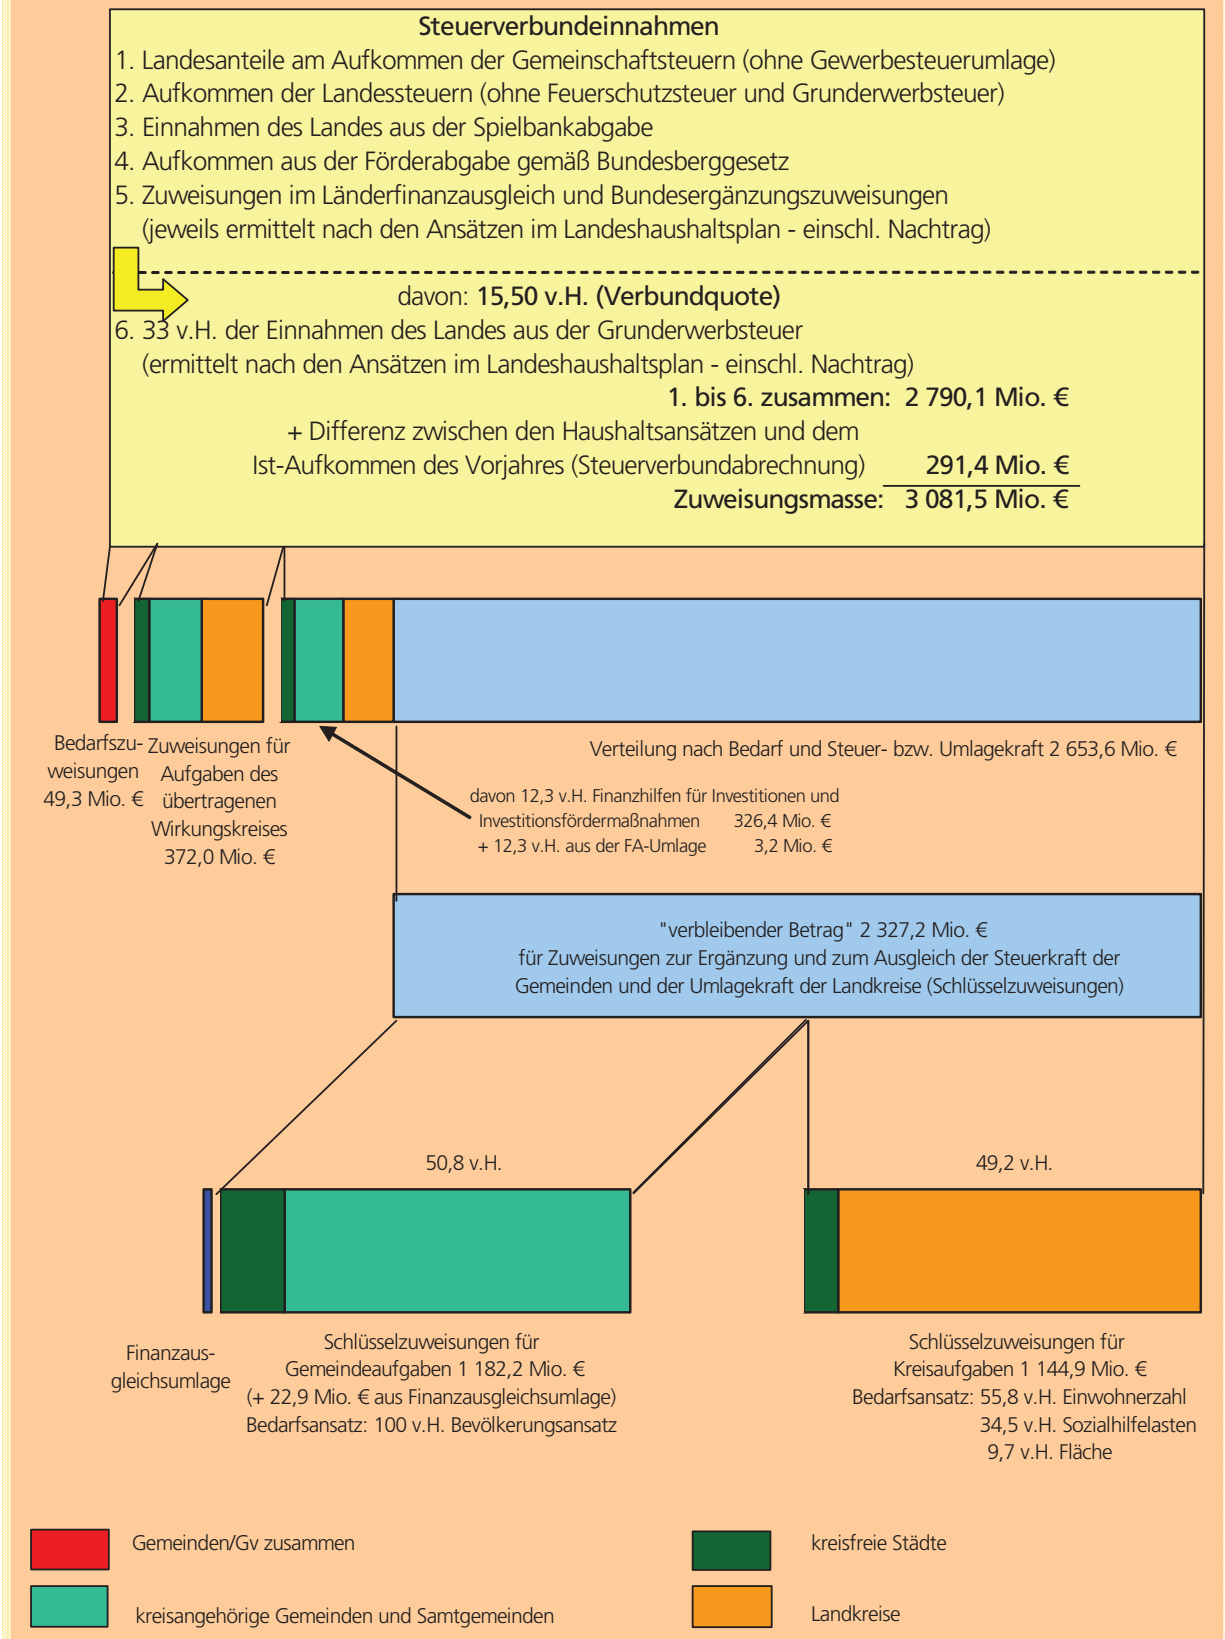 Steuerverbundeinnahmen
1. Landesanteile am Aufkommen der Gemeinschaftsteuern (ohne Gewerbesteuerumlage)
2. Aufkommen der Landessteuern (ohne Feuerschutzsteuer und Grunderwerbsteuer)
3. Einnahmen des Landes aus der Spielbankabgabe
4. Aufkommen aus der Förderabgabe gemäß Bundesberggesetz
5. Zuweisungen im Länderfinanzausgleich und Bundesergänzungszuweisungen
(jeweils ermittelt nach den Ansätzen im Landeshaushaltsplan - einschl. Nachtrag)
davon: 15,50 v.H. (Verbundquote)
6. 33 v.H. der Einnahmen des Landes aus der Grunderwerbsteuer
(ermittelt nach den Ansätzen im Landeshaushaltsplan - einschl. Nachtrag)
1. bis 6. zusammen: 2 790,1 Mio. €
+ Differenz zwischen den Haushaltsansätzen und dem
Ist-Aufkommen des Vorjahres (Steuerverbundabrechnung) 291,4 Mio. €
Zuweisungsmasse: 3 081,5 Mio. €
Bedarfszu-
weisungen
49,3 Mio. €
Zuweisungen für
Aufgaben des
übertragenen
Wirkungskreises
372,0 Mio. €
Verteilung nach Bedarf und Steuer- bzw. Umlagekraft 2 653,6 Mio. €
davon 12,3 v.H. Finanzhilfen für Investitionen und
Investitionsfördermaßnahmen 326,4 Mio. €
+ 12,3 v.H. aus der FA-Umlage 3,2 Mio. €
"verbleibender Betrag" 2 327,2 Mio. €
für Zuweisungen zur Ergänzung und zum Ausgleich der Steuerkraft der
Gemeinden und der Umlagekraft der Landkreise (Schlüsselzuweisungen)
50,8 v.H.
49,2 v.H.
Finanzaus-
gleichsumlage
Schlüsselzuweisungen für
Gemeindeaufgaben 1 182,2 Mio. €
(+ 22,9 Mio. € aus Finanzausgleichsumlage)
Bedarfsansatz: 100 v.H. Bevölkerungsansatz
Schlüsselzuweisungen für
Kreisaufgaben 1 144,9 Mio. €
Bedarfsansatz: 55,8 v.H. Einwohnerzahl
34,5 v.H. Sozialhilfelasten
9,7 v.H. Fläche
Gemeinden/Gv zusammen
kreisfreie Städte
kreisangehörige Gemeinden und Samtgemeinden
Landkreise